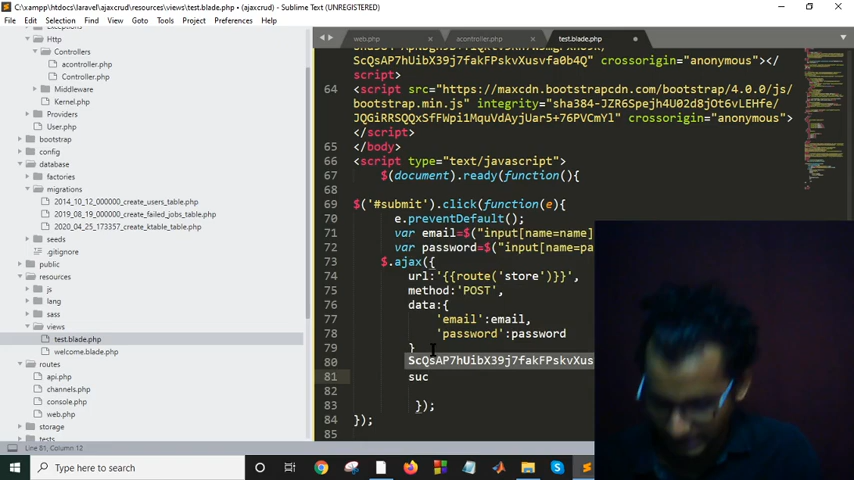 C:\xampp\htdocs\laravel\ajaxcrud\resources\views\test.blade.php • (ajaxcrud) - Sublime Text (UNREGISTERED)
File Edit Selection Find View Goto Tools Project Preferences Help
Exceptions
Http
Controllers
acontroller.php
Controller.php
Middleware
Kernel.php
Providers
User.php
bootstrap
config
database
factories
migrations
2014_10_12_000000_create_users_table.php
2019_08_19_000000_create_failed_jobs_table.php
2020_04_25_173357_create_ktable_table.php
seeds
.gitignore
public
resources
js
lang
sass
views
test.blade.php
welcome.blade.php
routes
api.php
channels.php
console.php
web.php
storage
tests
web.php
acontroller.php
test.blade.php
ScQsAP7hUibX39j7fakFPskvXusvfa0b4Q" crossorigin="anonymous"></
script>
64 <script src="https://maxcdn.bootstrapcdn.com/bootstrap/4.0.0/js/
bootstrap.min.js" integrity="sha384-JZR6Spejh4U02d8jOt6vLEHfe/
JQGiRRSQQxSfFWpi1MquVdAyjUar5+76PVCmYl" crossorigin="anonymous">
</script>
65 </body>
66 <script type="text/javascript">
67 $(document).ready(function(){
68
69 $('#submit').click(function(e){
70 e.preventDefault();
71 var email=$("input[name=name]
72 var password=$("input[name=pa
73 $.ajax({
74 url:'{{route('store')}}',
75 method:'POST',
76 data:{
77 'email':email,
78 'password':password
79 }
80 ScQsAP7hUibX39j7fakFPskvXus
81 suc
82
83 });
84 });
85
Line 81, Column 12
Type here to search